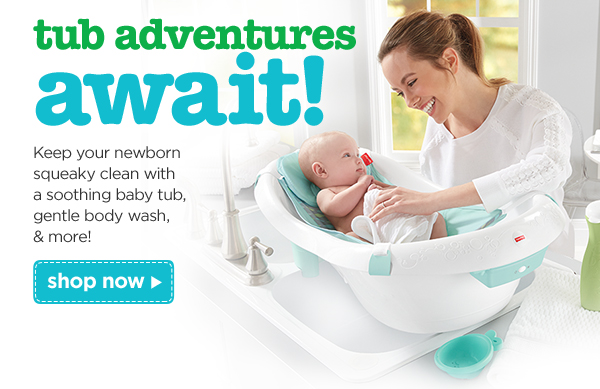 tub adventures
await!
Keep your newborn
squeaky clean with
a soothing baby tub,
gentle body wash,
& more!
shop now ▶